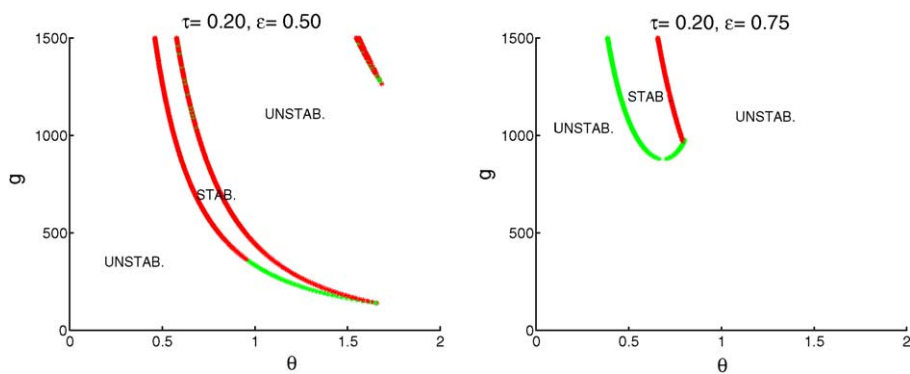 τ= 0.20, ε= 0.50
1500
1000
500
0
g
UNSTAB.
STAB.
UNSTAB.
0
0.5
1
1.5
2
θ
τ= 0.20, ε= 0.75
1500
1000
500
0
g
STAB
UNSTAB.
UNSTAB.
0
0.5
1
1.5
2
θ